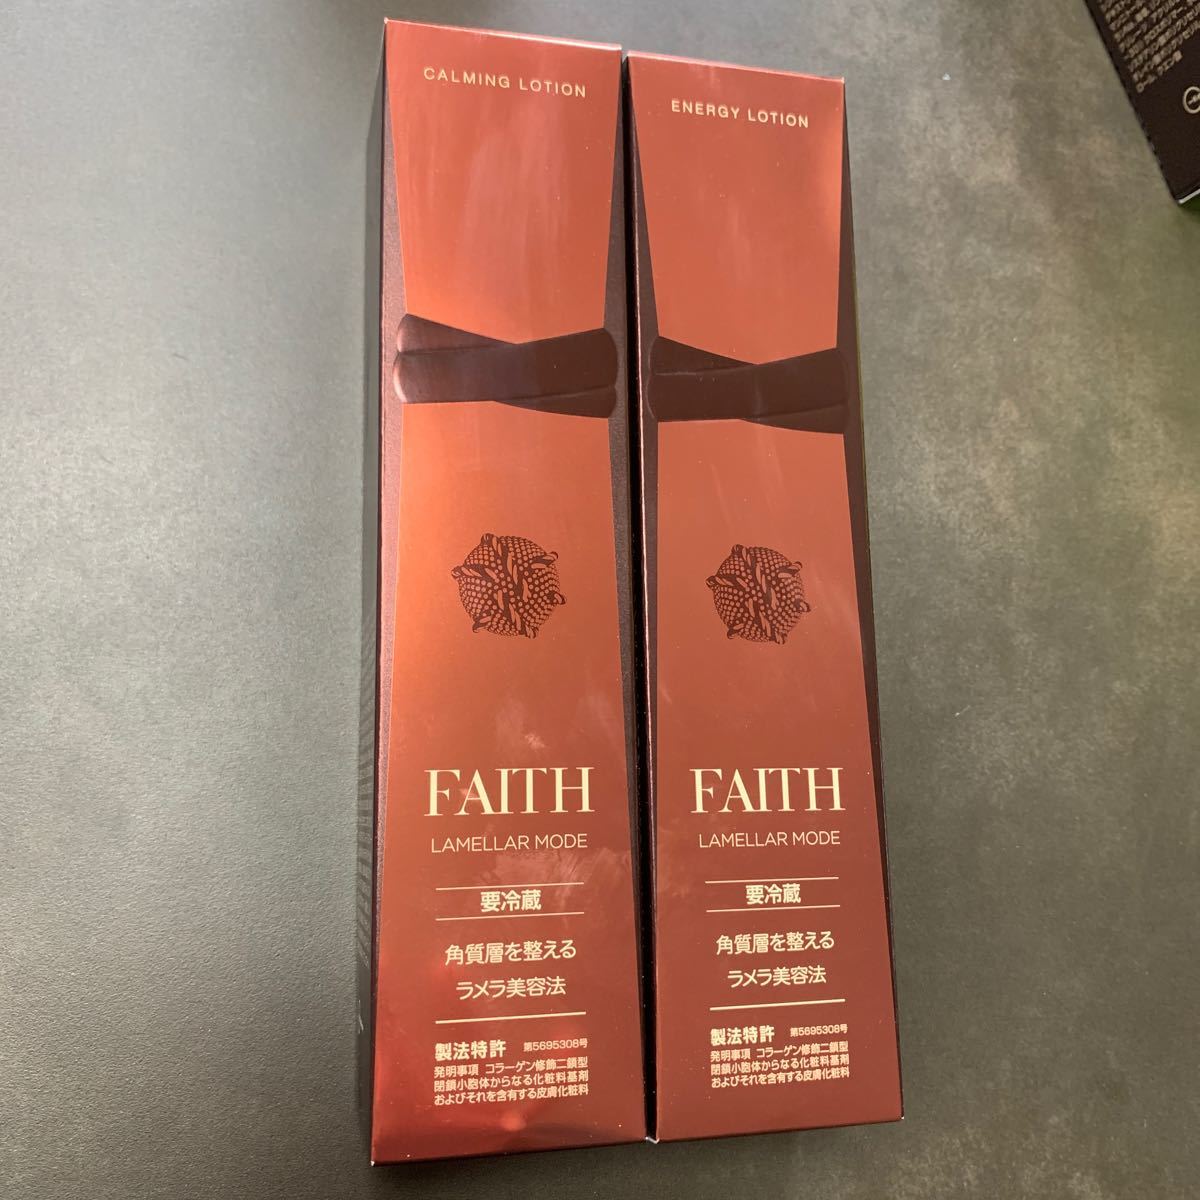 CALMING LOTION
FAITH
LAMELLAR MODE
要冷蔵
角質層を整える
ラメラ美容法
製法特許 第5695308号
発明事項 コラーゲン修飾二鎖型
閉鎖小胞体からなる化粧料基剤
およびそれを含有する皮膚化粧料
ENERGY LOTION
FAITH
LAMELLAR MODE
要冷蔵
角質層を整える
ラメラ美容法
製法特許 第5695308号
発明事項 コラーゲン修飾二鎖型
閉鎖小胞体からなる化粧料基剤
およびそれを含有する皮膚化粧料